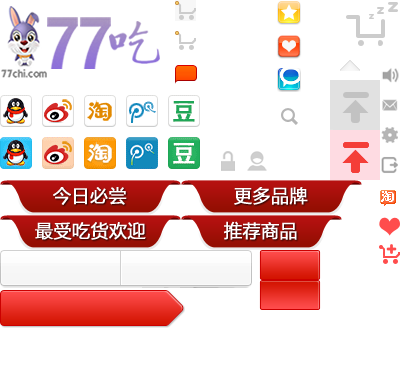 77吃
77chi.com
z z z
淘 豆
淘 豆
淘
今日必尝 更多品牌
最受吃货欢迎 推荐商品